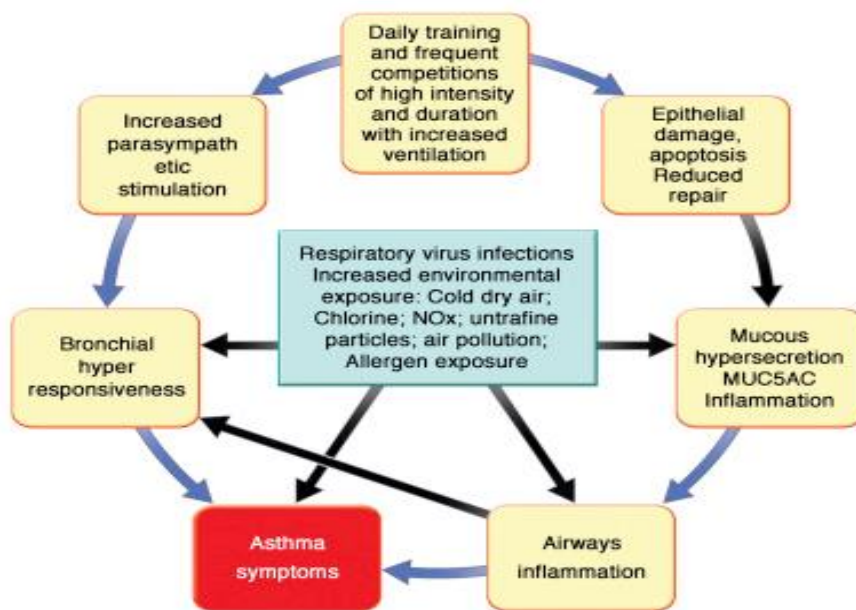 Daily training
and frequent
competitions
of high intensity
and duration
with increased
ventilation
Increased
parasympath
etic
stimulation
Epithelial
damage,
apoptosis
Reduced
repair
Respiratory virus infections
Increased environmental
exposure: Cold dry air;
Chlorine; NOx; untrafine
particles; air pollution;
Allergen exposure
Bronchial
hyper
responsiveness
Mucous
hypersecretion
MUC5AC
Inflammation
Asthma
symptoms
Airways
inflammation